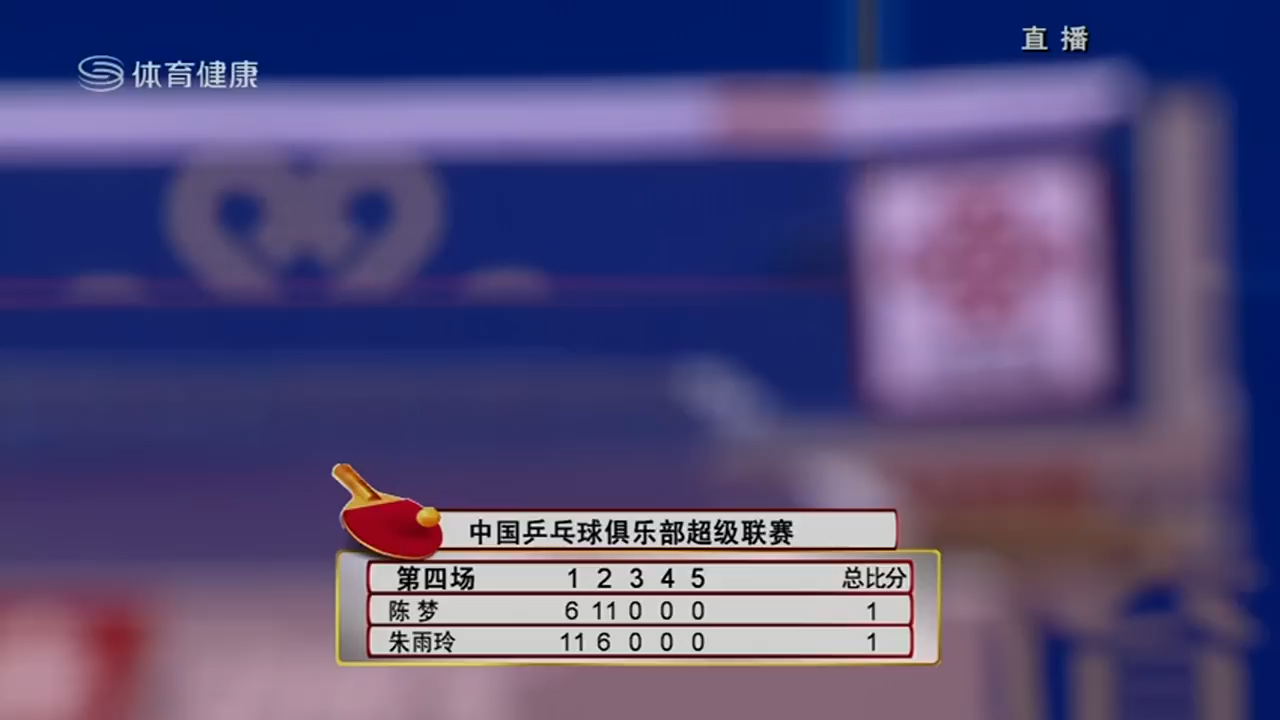 直播
体育健康
中国乒乓球俱乐部超级联赛
第四场 1 2 3 4 5 总比分
陈梦 6 11 0 0 0 1
朱雨玲 11 6 0 0 0 1